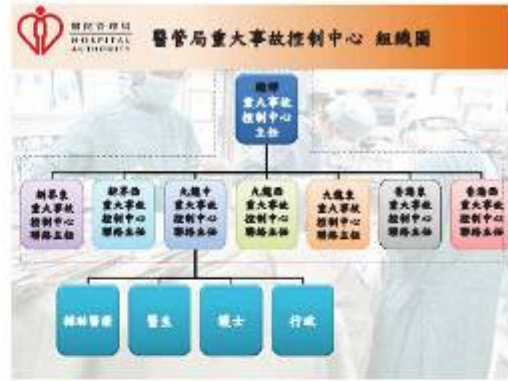 醫院管理局
HOSPITAL
AUTHORITY
醫管局重大事故控制中心 組織圖
總部
重大事故
控制中心
主任
新界東
重大事故
控制中心
聯絡主任
新界西
重大事故
控制中心
聯絡主任
九龍中
重大事故
控制中心
聯絡主任
九龍西
重大事故
控制中心
聯絡主任
九龍東
重大事故
控制中心
聯絡主任
香港東
重大事故
控制中心
聯絡主任
香港西
重大事故
控制中心
聯絡主任
輔助醫療
醫生
護士
行政